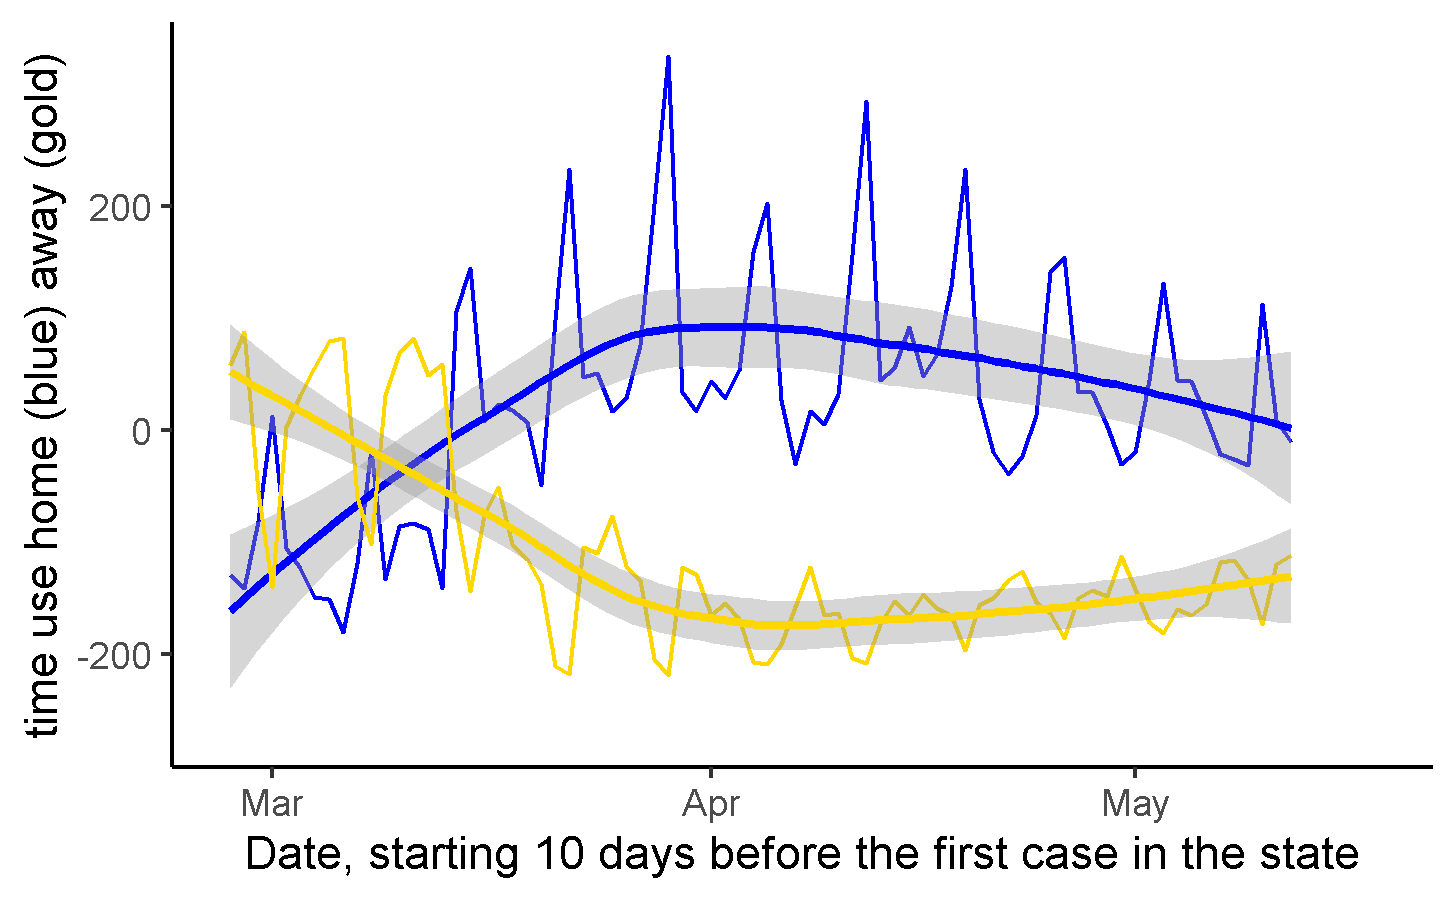 time use home (blue) away (gold)
200
0
-200
Mar
Apr
May
Date, starting 10 days before the first case in the state